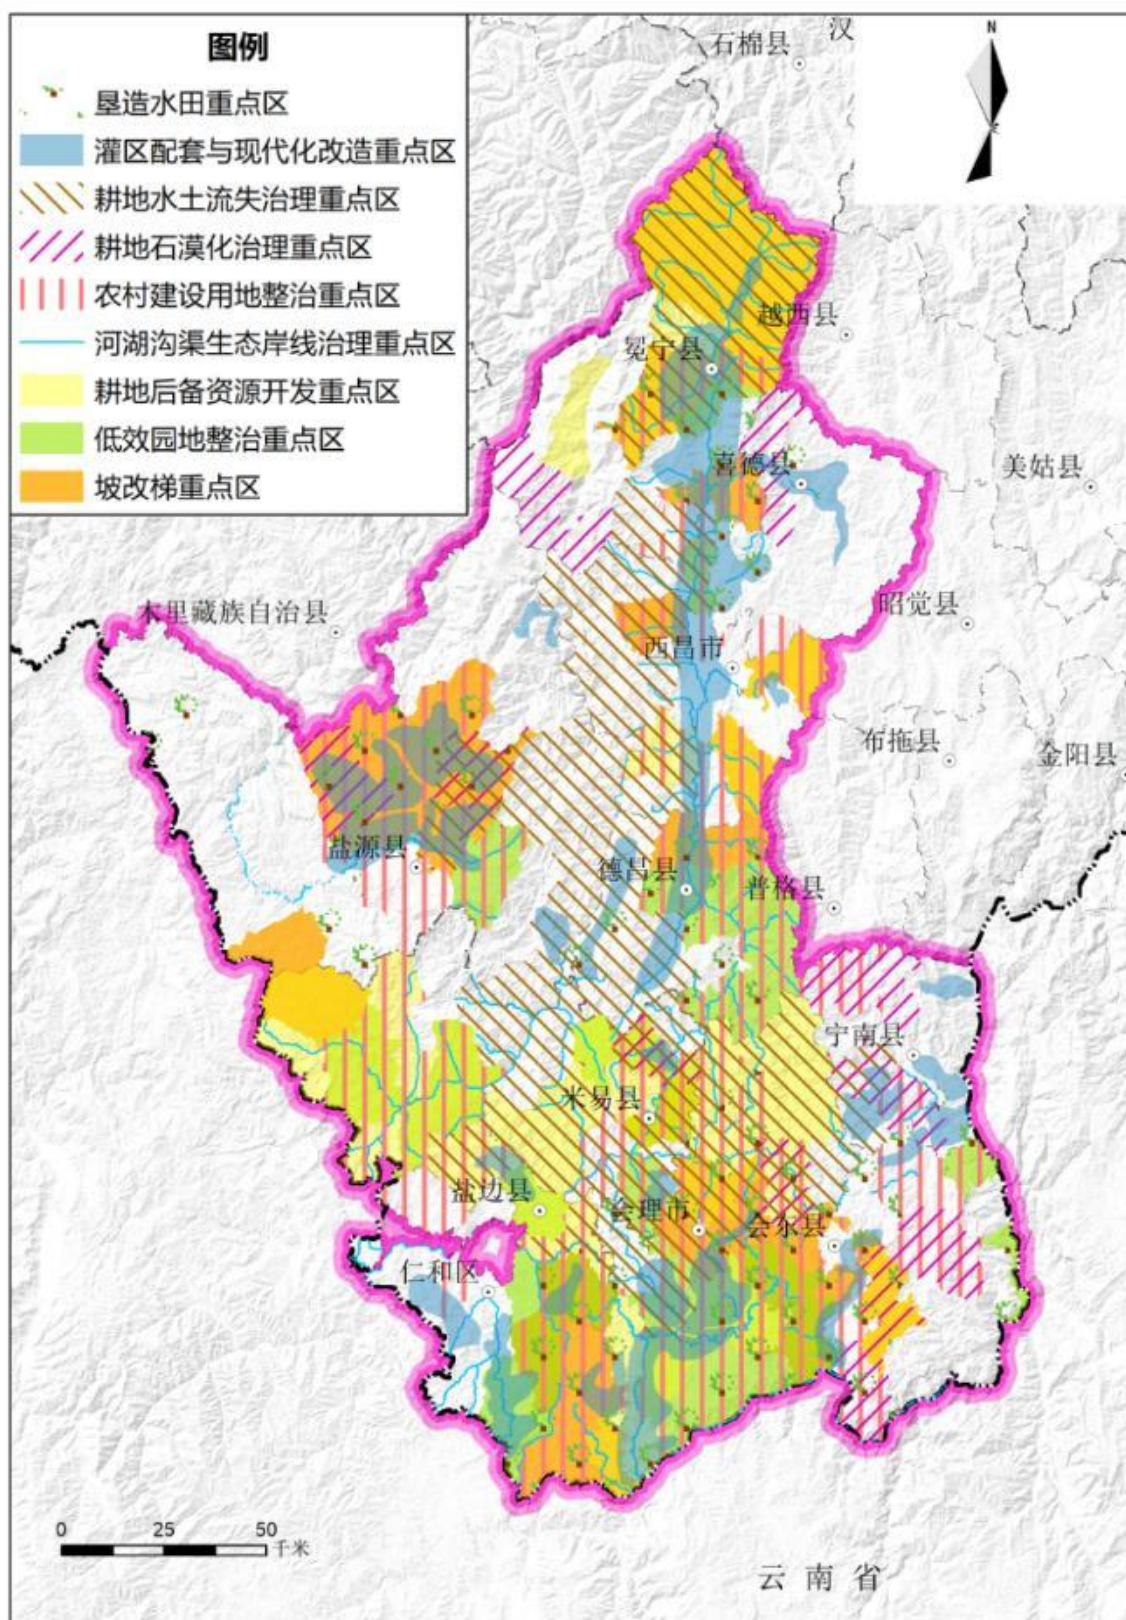 图例
垦造水田重点区
灌区配套与现代化改造重点区
耕地水土流失治理重点区
耕地石漠化治理重点区
农村建设用地整治重点区
河湖沟渠生态岸线治理重点区
耕地后备资源开发重点区
低效园地整治重点区
坡改梯重点区
汉
石棉县
N
越西县
冕宁县
喜德县
美姑县
昭觉县
木里藏族自治县
西昌市
布拖县
金阳县
盐源县
德昌县
普格县
宁南县
米易县
盐边县
会理市
会东县
仁和区
0 25 50
千米
云南省